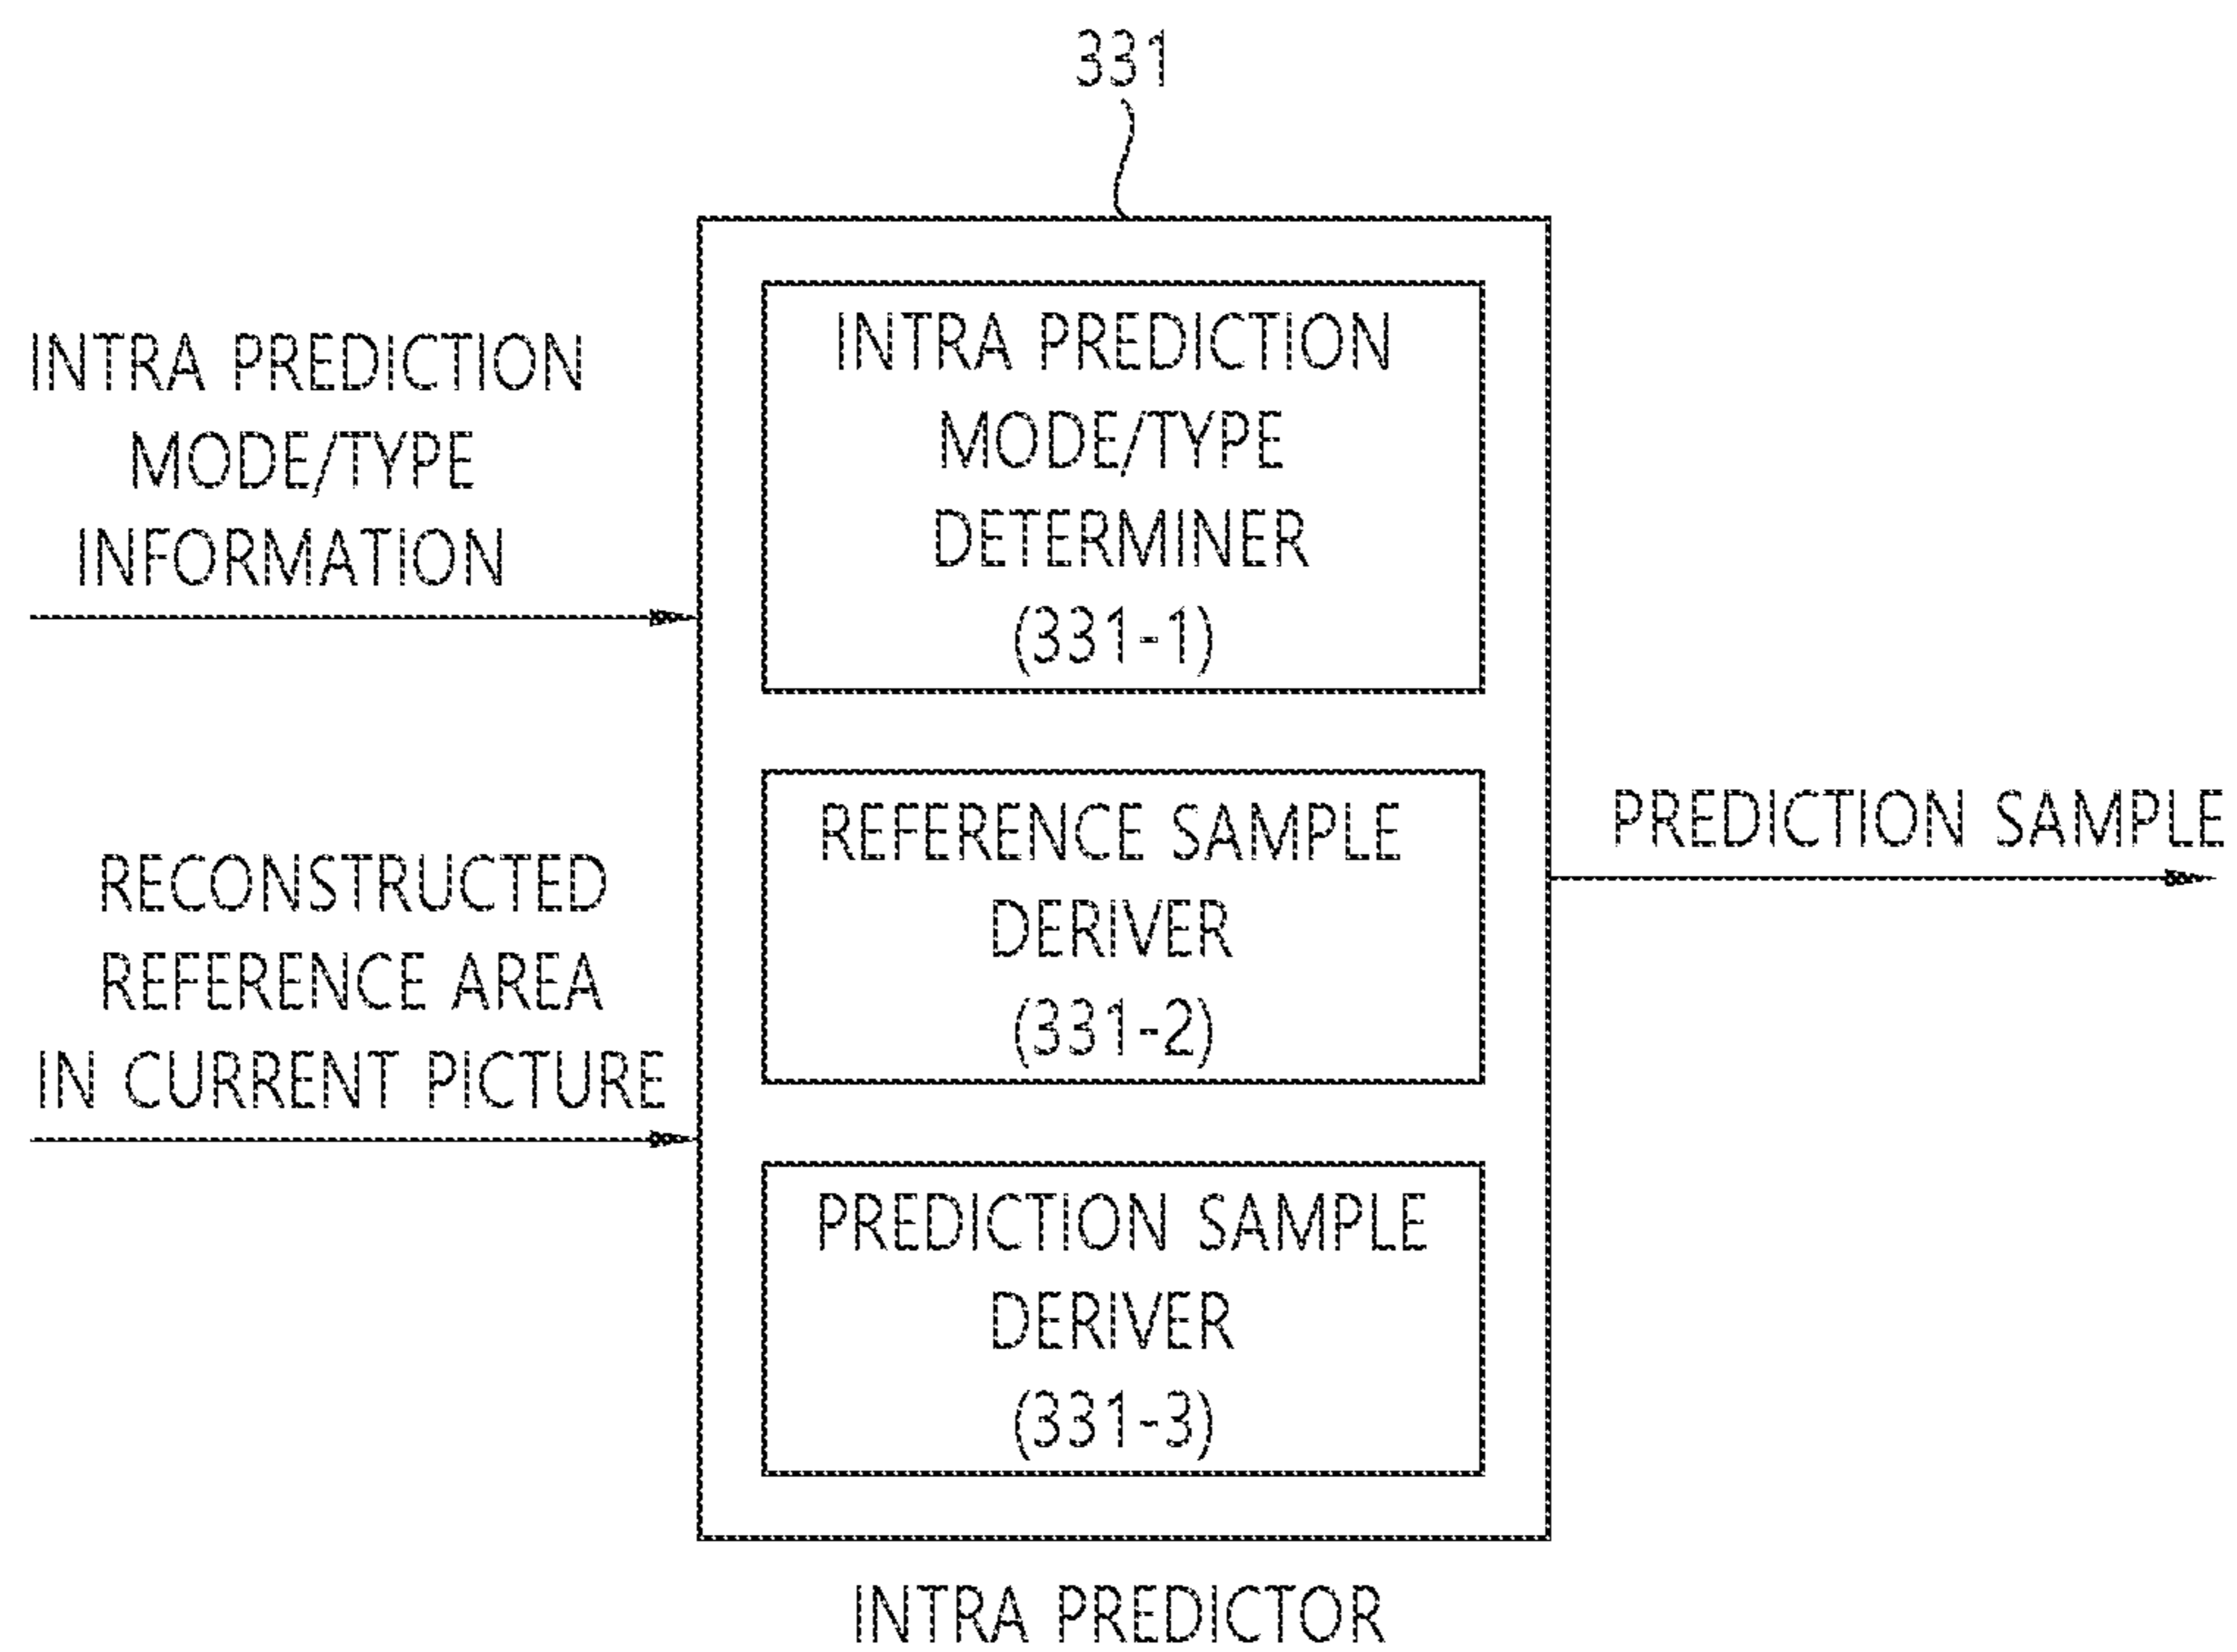 331
INTRA PREDICTION
MODE/TYPE
INFORMATION
RECONSTRUCTED
REFERENCE AREA
IN CURRENT PICTURE
INTRA PREDICTION
MODE/TYPE
DETERMINER
(331-1)
REFERENCE SAMPLE
DERIVER
(331-2)
PREDICTION SAMPLE
DERIVER
(331-3)
PREDICTION SAMPLE
INTRA PREDICTOR